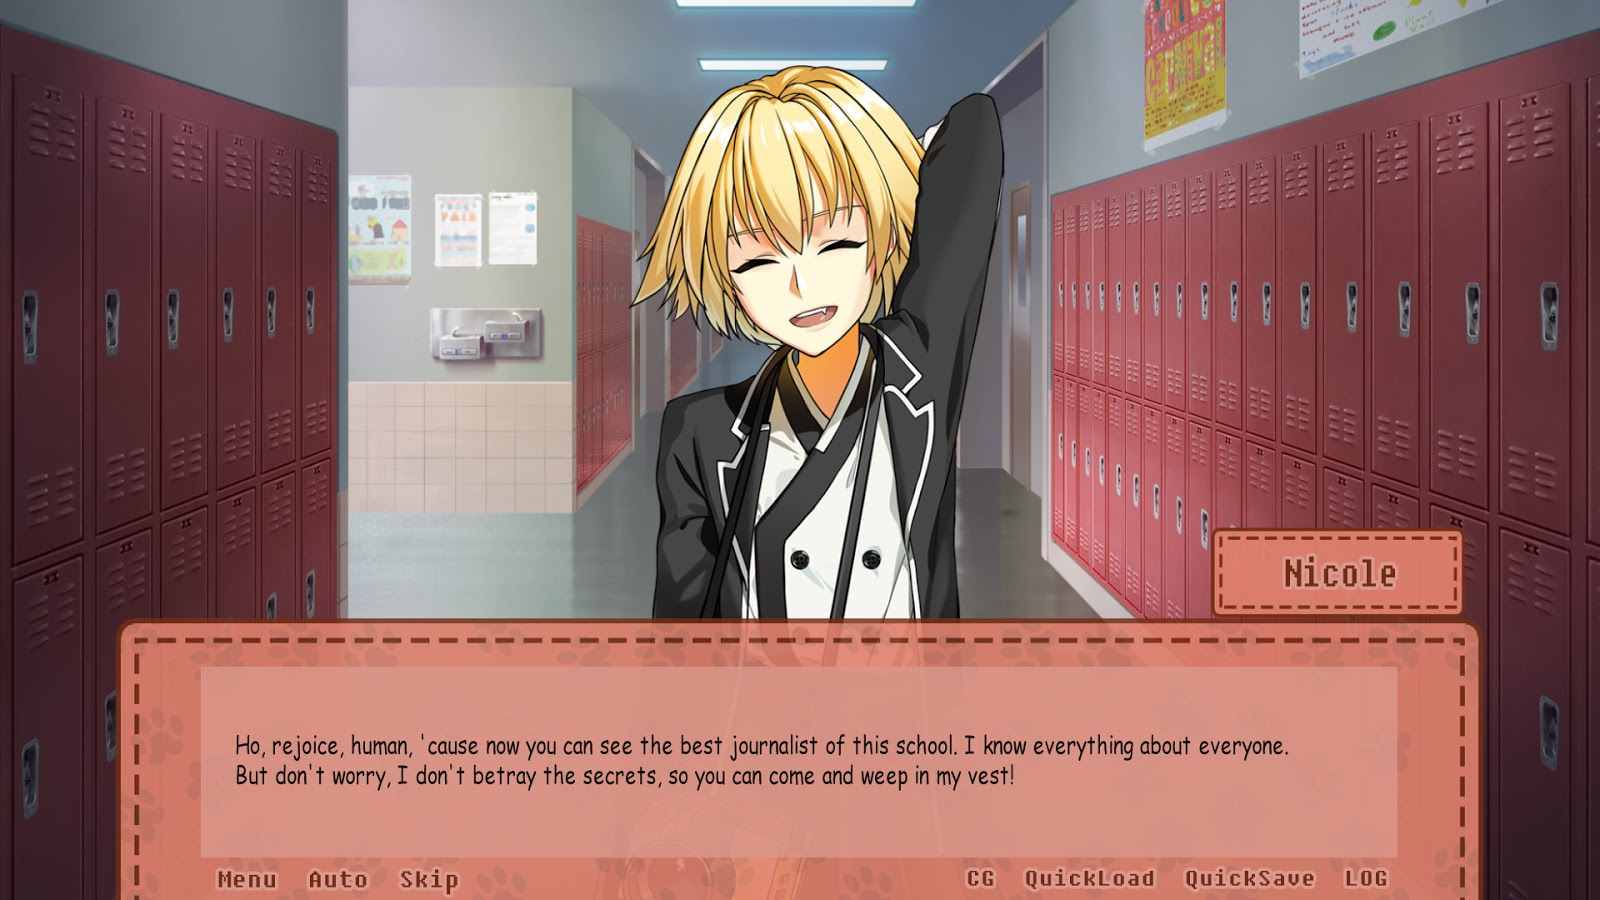 CARNIVAL
Nicole
Ho, rejoice, human, 'cause now you can see the best journalist of this school. I know everything about everyone.
But don't worry, I don't betray the secrets, so you can come and weep in my vest!
Menu Auto Skip CG QuickLoad QuickSave LOG